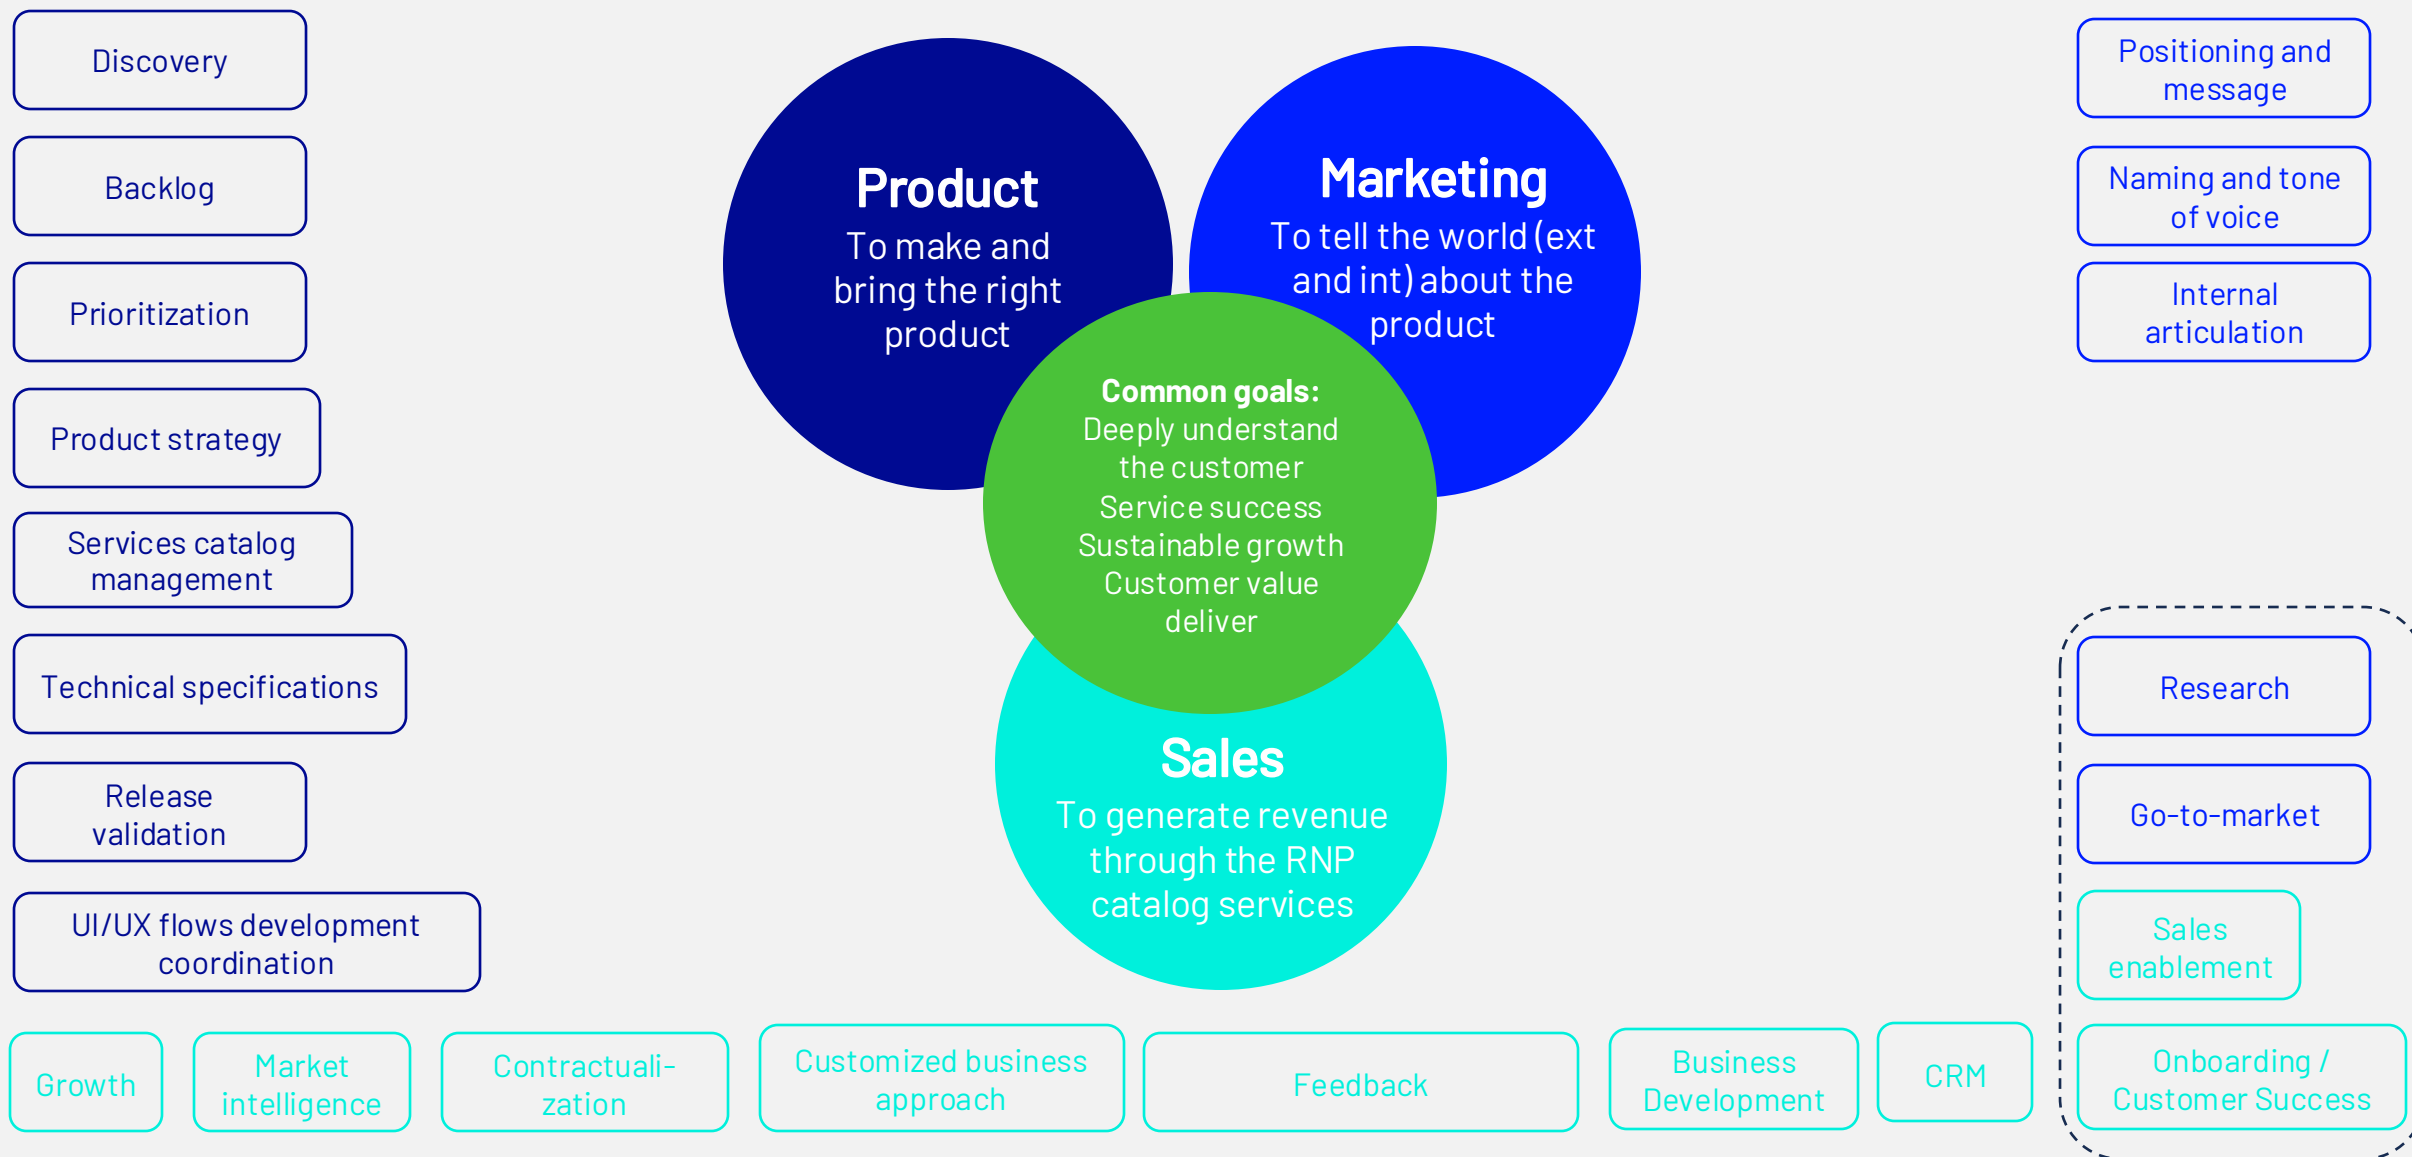 Discovery
Backlog
Prioritization
Product strategy
Services catalog
management
Technical specifications
Release
validation
UI/UX flows development
coordination
Product
To make and
bring the right
product
Marketing
To tell the world (ext
and int) about the
product
Common goals:
Deeply understand
the customer
Service success
Sustainable growth
Customer value
deliver
Sales
To generate revenue
through the RNP
catalog services
Positioning and
message
Naming and tone
of voice
Internal
articulation
Research
Go-to-market
Sales
enablement
Onboarding /
Customer Success
Growth
Market
intelligence
Contractuali-
zation
Customized business
approach
Feedback
Business
Development
CRM